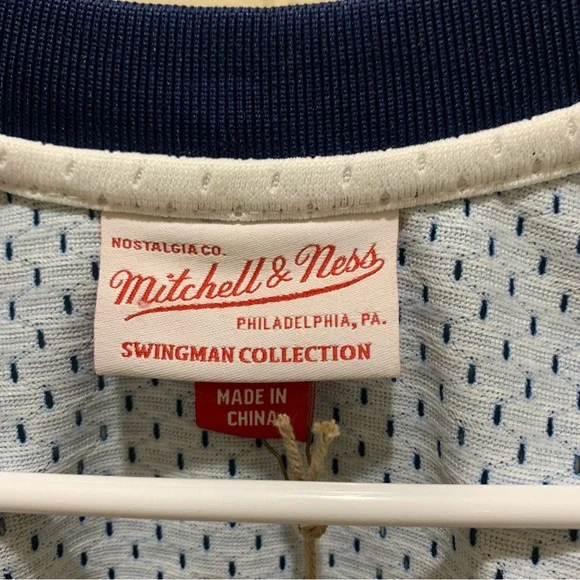 NOSTALGIA CO.
Mitchell & Ness
PHILADELPHIA, PA.
SWINGMAN COLLECTION
MADE IN
CHINA